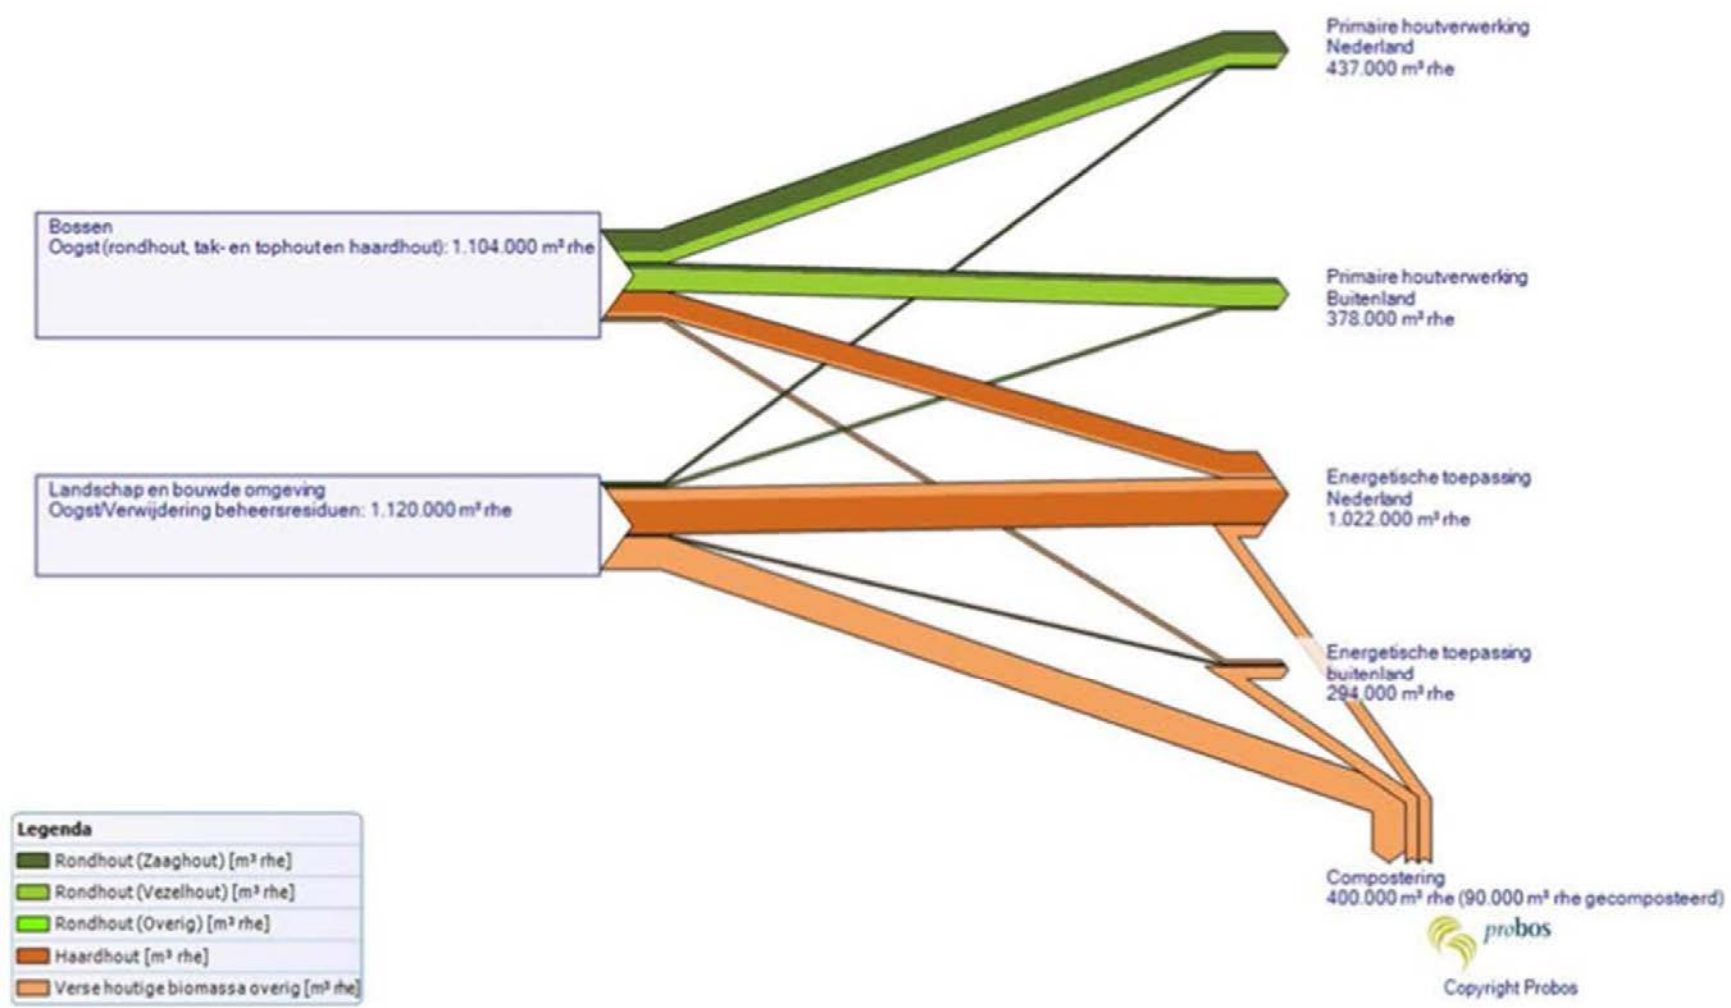 Primaire houtverwerking
Nederland
437.000 m³ rhe
Bossen
Oogst (rondhout, tak- en tophout en haardhout): 1.104.000 m³ rhe
Primaire houtverwerking
Buitenland
378.000 m³ rhe
Landschap en bouwde omgeving
Oogst/Verwijdering beheersresiduen: 1.120.000 m³ rhe
Energetische toepassing
Nederland
1.022.000 m³ rhe
Energetische toepassing
buitenland
294.000 m³ rhe
Legenda
Rondhout (Zaaghout) [m³ rhe]
Rondhout (Vezelhout) [m³ rhe]
Rondhout (Overig) [m³ rhe]
Haardhout [m³ rhe]
Verse houtige biomassa overig [m³ rhe]
Compostering
400.000 m³ rhe (90.000 m³ rhe gecomposteerd)
probos
Copyright Probos